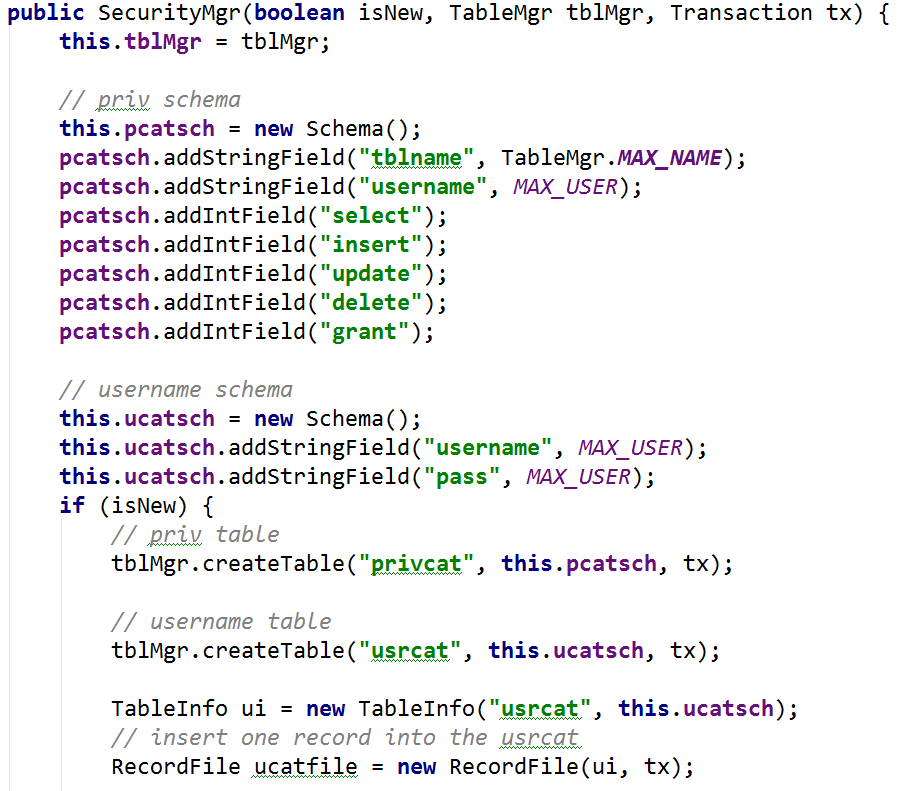 public SecurityMgr(boolean isNew, TableMgr tblMgr, Transaction tx) {
this.tblMgr = tblMgr;
// priv schema
this.pcatsch = new Schema();
pcatsch.addStringField("tblname", TableMgr.MAX_NAME);
pcatsch.addStringField("username", MAX_USER);
pcatsch.addIntField("select");
pcatsch.addIntField("insert");
pcatsch.addIntField("update");
pcatsch.addIntField("delete");
pcatsch.addIntField("grant");
// username schema
this.ucatsch = new Schema();
this.ucatsch.addStringField("username", MAX_USER);
this.ucatsch.addStringField("pass", MAX_USER);
if (isNew) {
// priv table
tblMgr.createTable("privcat", this.pcatsch, tx);
// username table
tblMgr.createTable("usrcat", this.ucatsch, tx);
TableInfo ui = new TableInfo("usrcat", this.ucatsch);
// insert one record into the usrcat
RecordFile ucatfile = new RecordFile(ui, tx);